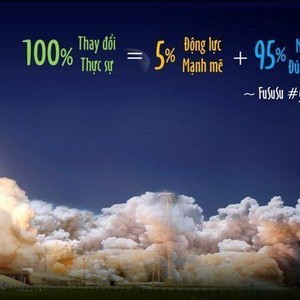 100% Thay đổi
Thực sự
=
5% Động lực
Mạnh mẽ
+
95%
~ FuSuSu